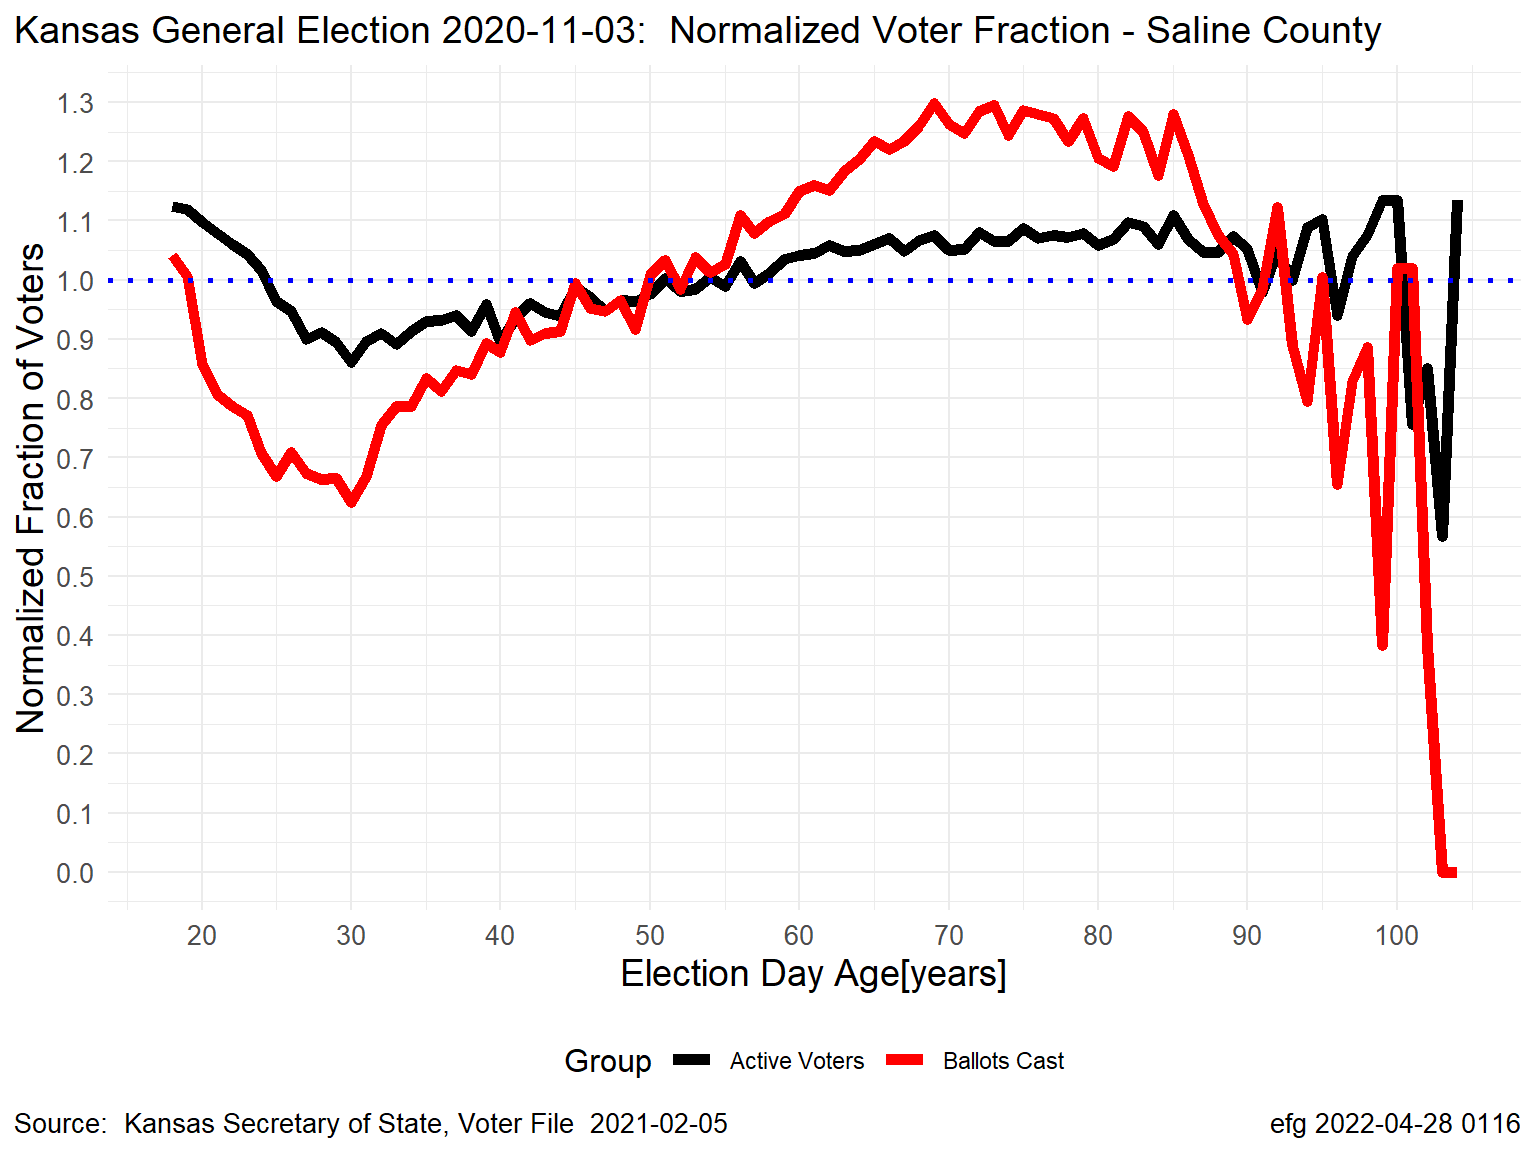 Kansas General Election 2020-11-03:  Normalized Voter Fraction - Saline County
Normalized Fraction of Voters
1.3
1.2
1.1
1.0
0.9
0.8
0.7
0.6
0.5
0.4
0.3
0.2
0.1
0.0
20 30 40 50 60 70 80 90 100
Election Day Age[years]
Group Active Voters Ballots Cast
Source:  Kansas Secretary of State, Voter File  2021-02-05
efg 2022-04-28 0116